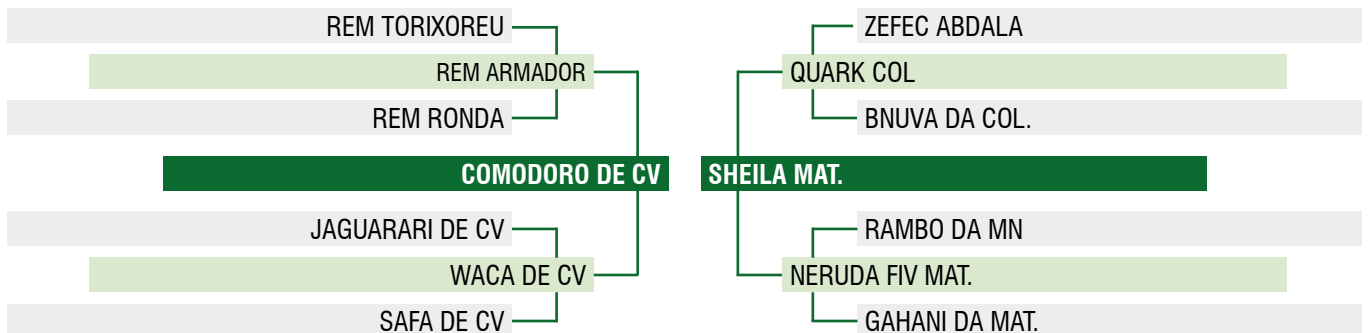 REM TORIXOREU
ZEFEC ABDALA
REM ARMADOR
QUARK COL
REM RONDA
BNUVA DA COL.
COMODORO DE CV
SHEILA MAT.
JAGUARARI DE CV
RAMBO DA MN
WACA DE CV
NERUDA FIV MAT.
SAFA DE CV
GAHANI DA MAT.